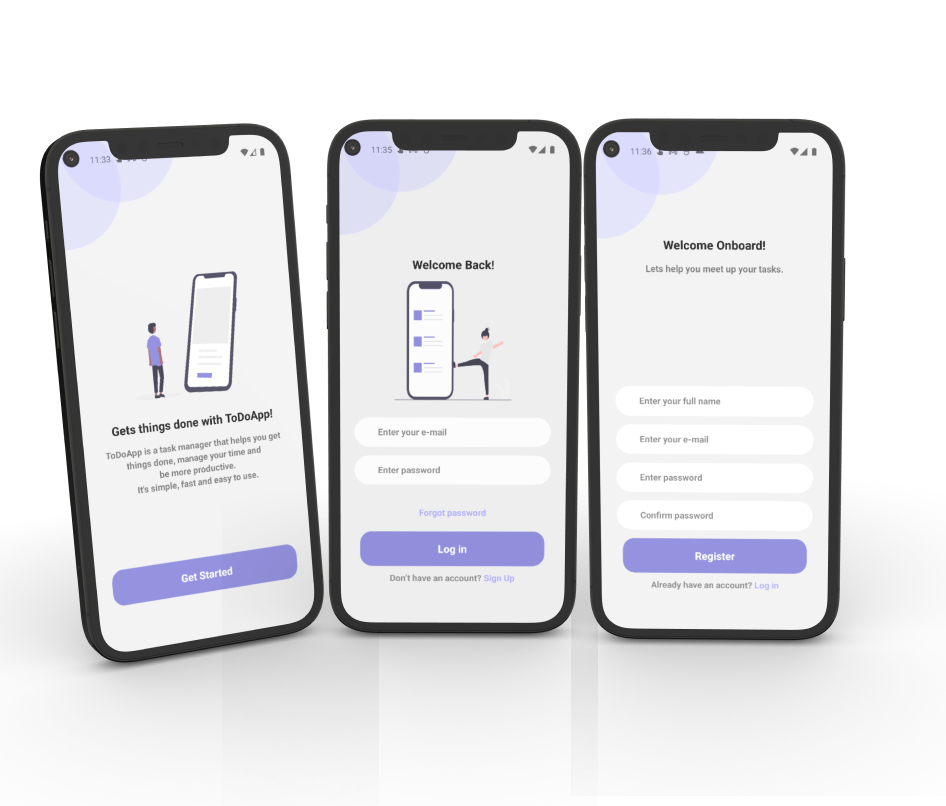 11:33
Gets things done with ToDoApp!
ToDoApp is a task manager that helps you get
things done, manage your time and
be more productive.
It's simple, fast and easy to use.
Get Started
11:35
Welcome Back!
Enter your e-mail
Enter password
Forgot password
Log in
Don't have an account? Sign Up
11:36
Welcome Onboard!
Lets help you meet up your tasks.
Enter your full name
Enter your e-mail
Enter password
Confirm password
Register
Already have an account? Log in